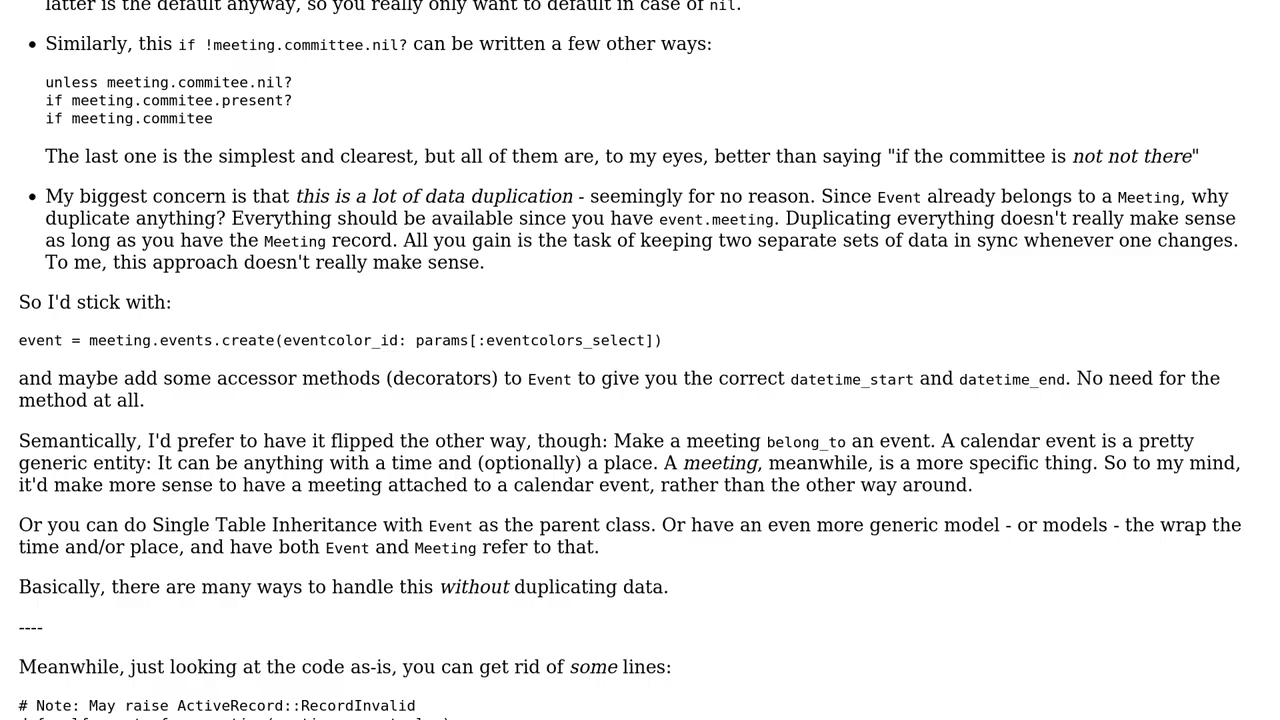 latter is the default anyway, so you really only want to default in case of nil.
• Similarly, this if !meeting.committee.nil? can be written a few other ways:
unless meeting.commitee.nil?
if meeting.commitee.present?
if meeting.commitee
The last one is the simplest and clearest, but all of them are, to my eyes, better than saying "if the committee is not not there"
• My biggest concern is that this is a lot of data duplication - seemingly for no reason. Since Event already belongs to a Meeting, why
duplicate anything? Everything should be available since you have event.meeting. Duplicating everything doesn't really make sense
as long as you have the Meeting record. All you gain is the task of keeping two separate sets of data in sync whenever one changes.
To me, this approach doesn't really make sense.
So I'd stick with:
event = meeting.events.create(eventcolor_id: params[:eventcolors_select])
and maybe add some accessor methods (decorators) to Event to give you the correct datetime_start and datetime_end. No need for the
method at all.
Semantically, I'd prefer to have it flipped the other way, though: Make a meeting belong_to an event. A calendar event is a pretty
generic entity: It can be anything with a time and (optionally) a place. A meeting, meanwhile, is a more specific thing. So to my mind,
it'd make more sense to have a meeting attached to a calendar event, rather than the other way around.
Or you can do Single Table Inheritance with Event as the parent class. Or have an even more generic model - or models - the wrap the
time and/or place, and have both Event and Meeting refer to that.
Basically, there are many ways to handle this without duplicating data.
----
Meanwhile, just looking at the code as-is, you can get rid of some lines:
# Note: May raise ActiveRecord::RecordInvalid